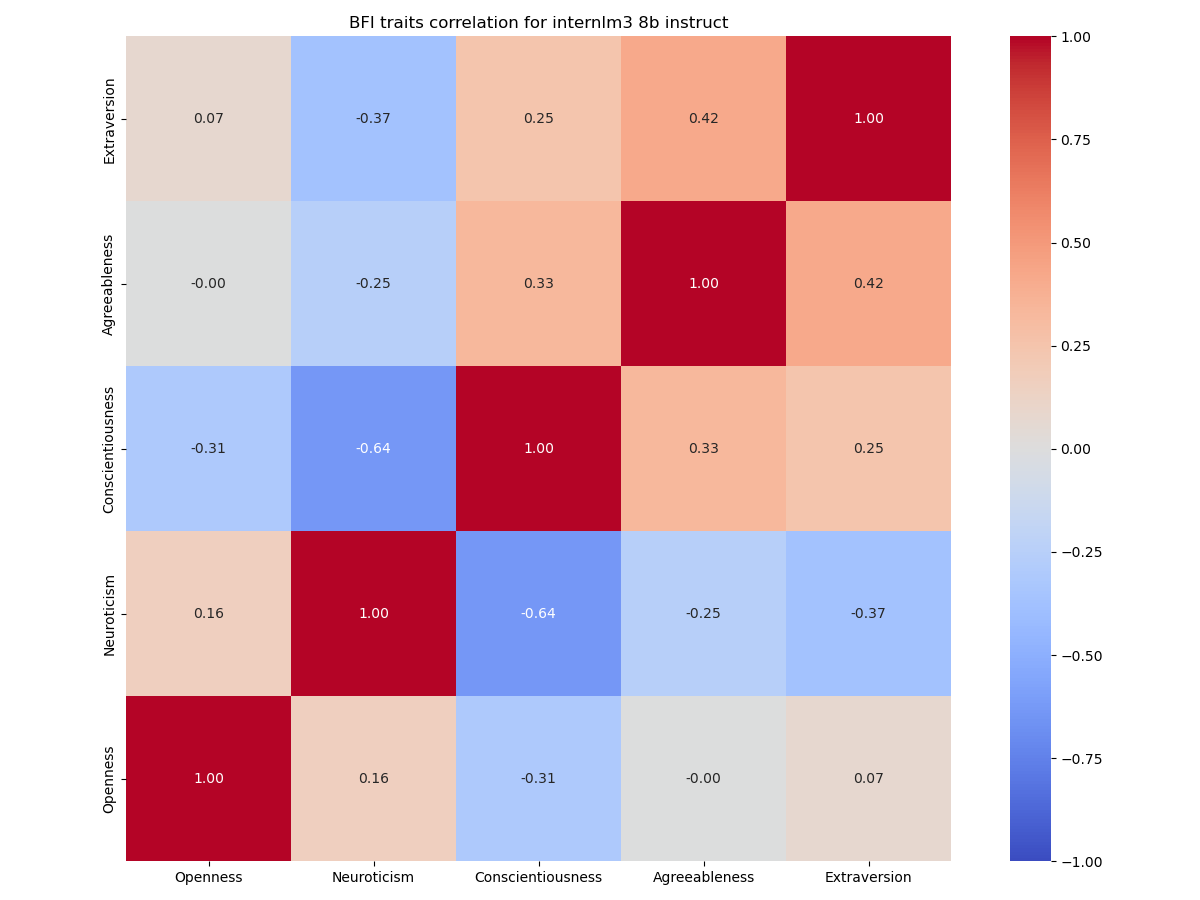 BFI traits correlation for internlm3 8b instruct
Extraversion
0.07 -0.37 0.25 0.42 1.00
Agreeableness
-0.00 -0.25 0.33 1.00 0.42
Conscientiousness
-0.31 -0.64 1.00 0.33 0.25
Neuroticism
0.16 1.00 -0.64 -0.25 -0.37
Openness
1.00 0.16 -0.31 -0.00 0.07
Openness Neuroticism Conscientiousness Agreeableness Extraversion
1.00
0.75
0.50
0.25
0.00
−0.25
−0.50
−0.75
−1.00